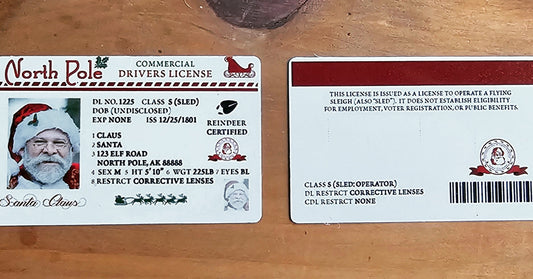 North Pole
COMMERCIAL
DRIVERS LICENSE
DL NO. 1225 CLASS S (SLED)
DOB (UNDISCLOSED)
EXP NONE ISS 12/25/1801
REINDEER
CERTIFIED
1 CLAUS
2 SANTA
3 123 ELF ROAD
NORTH POLE, AK 88888
4 SEX M 5 HT 5'10" 6 WGT 225LB 7 EYES BL
8 RESTRCT CORRECTIVE LENSES
Santa Claus
THIS LICENSE IS ISSUED AS A LICENSE TO OPERATE A FLYING
SLEIGH (ALSO "SLED"). IT DOES NOT ESTABLISH ELIGIBILITY
FOR EMPLOYMENT, VOTER REGISTRATION, OR PUBLIC BENEFITS.
CLASS S (SLED; OPERATOR)
DL RESTRCT CORRECTIVE LENSES
CDL RESTRCT NONE